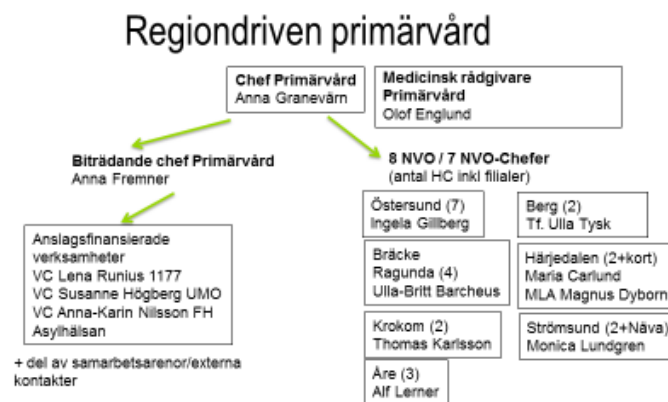 Regiondriven primärvård
Chef Primärvård
Anna Granevärn
Medicinsk rådgivare
Primärvård
Olof Englund
Biträdande chef Primärvård
Anna Fremner
8 NVO / 7 NVO-Chefer
(antal HC inkl filialer)
Anslagsfinansierade
verksamheter
VC Lena Runius 1177
VC Susanne Högberg UMO
VC Anna-Karin Nilsson FH
Asylhälsan
+ del av samarbetsarenor/externa
kontakter
Östersund (7)
Ingela Gillberg
Berg (2)
Tf. Ulla Tysk
Bräcke
Ragunda (4)
Ulla-Britt Barcheus
Härjedalen (2+kort)
Maria Carlund
MLA Magnus Dyborn
Krokom (2)
Thomas Karlsson
Strömsund (2+Näva)
Monica Lundgren
Åre (3)
Alf Lerner